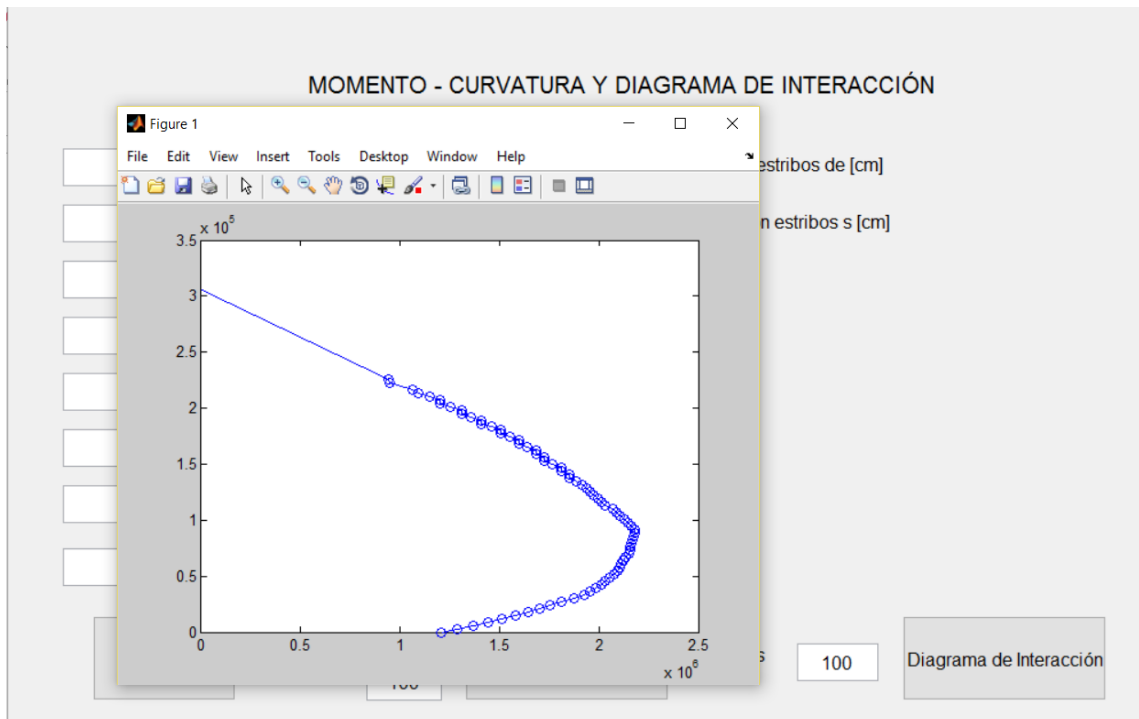 MOMENTO - CURVATURA Y DIAGRAMA DE INTERACCIÓN
Figure 1
File Edit View Insert Tools Desktop Window Help
estribos de [cm]
n estribos s [cm]
x 10^5
3.5
3
2.5
2
1.5
1
0.5
0
0 0.5 1 1.5 2 2.5
x 10^6
s
100
Diagrama de Interacción